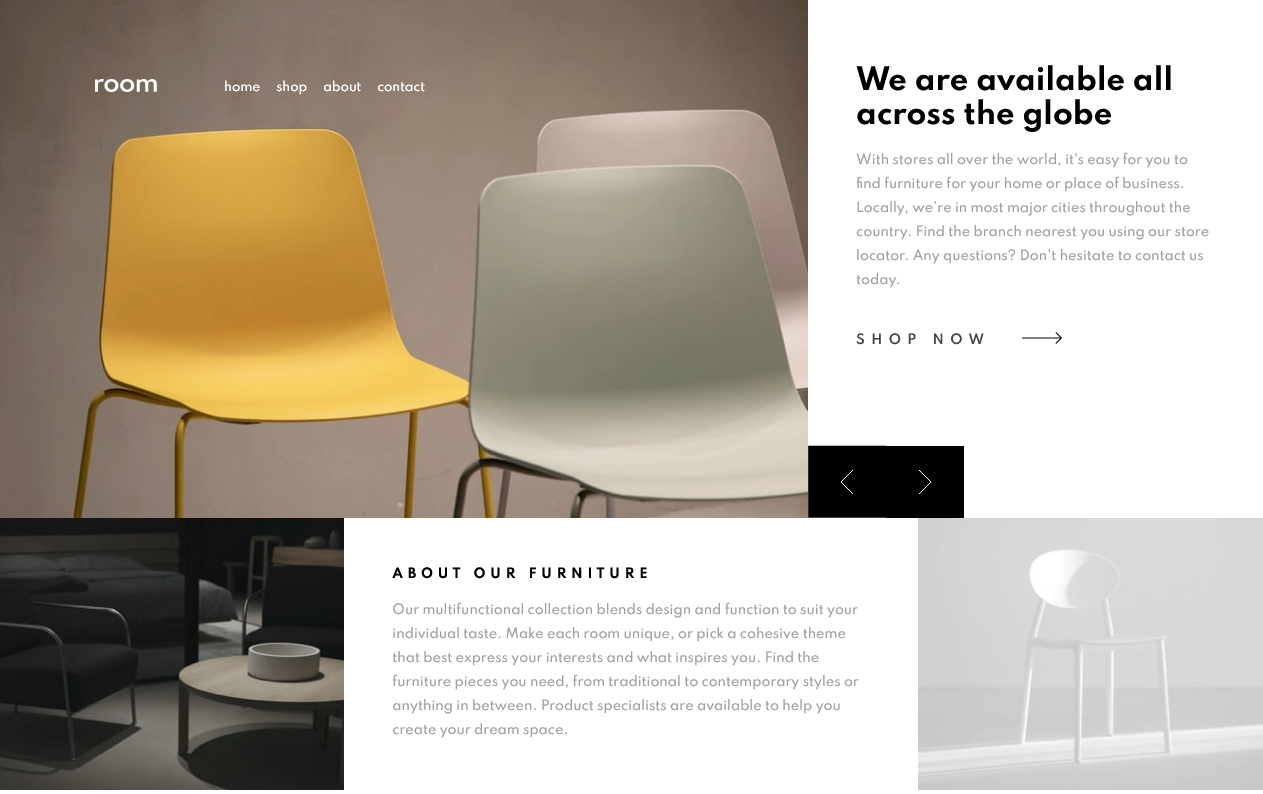 room
home shop about contact
We are available all
across the globe
With stores all over the world, it's easy for you to
find furniture for your home or place of business.
Locally, we're in most major cities throughout the
country. Find the branch nearest you using our store
locator. Any questions? Don't hesitate to contact us
today.
SHOP NOW
ABOUT OUR FURNITURE
Our multifunctional collection blends design and function to suit your
individual taste. Make each room unique, or pick a cohesive theme
that best express your interests and what inspires you. Find the
furniture pieces you need, from traditional to contemporary styles or
anything in between. Product specialists are available to help you
create your dream space.